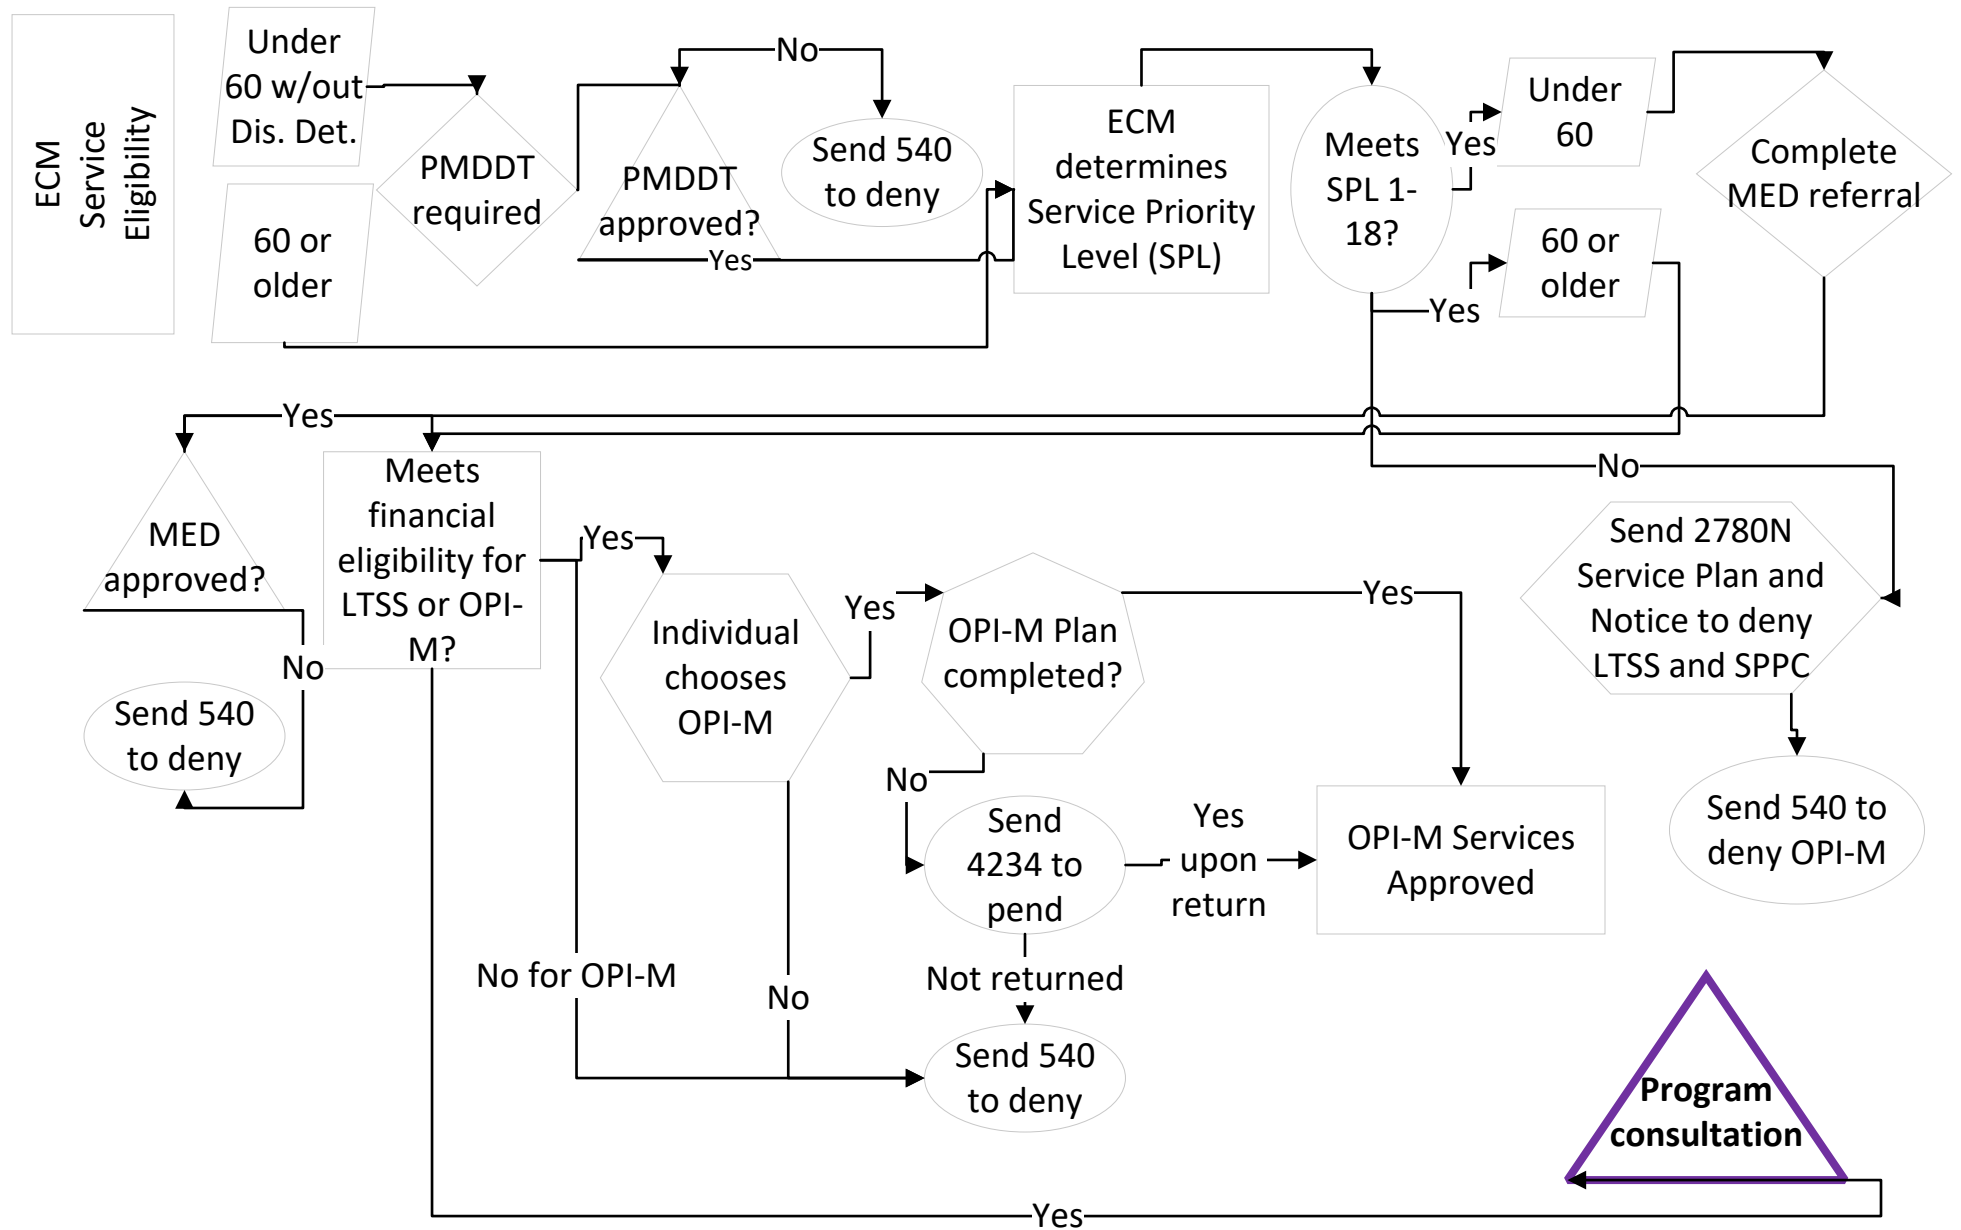 ECM
Service
Eligibility
Under
60 w/out
Dis. Det.
60 or
older
PMDDT
required
PMDDT
approved?
Yes
No
Send 540
to deny
ECM
determines
Service Priority
Level (SPL)
Meets
SPL 1-
18?
Yes
Under
60
Yes
60 or
older
Complete
MED referral
Yes
No
MED
approved?
No
Send 540
to deny
Meets
financial
eligibility for
LTSS or OPI-
M?
Yes
Individual
chooses
OPI-M
Yes
OPI-M Plan
completed?
Yes
Send 2780N
Service Plan and
Notice to deny
LTSS and SPPC
No
Send
4234 to
pend
Yes
upon
return
OPI-M Services
Approved
Send 540 to
deny OPI-M
No for OPI-M
No
Not returned
Send 540
to deny
Program
consultation
Yes